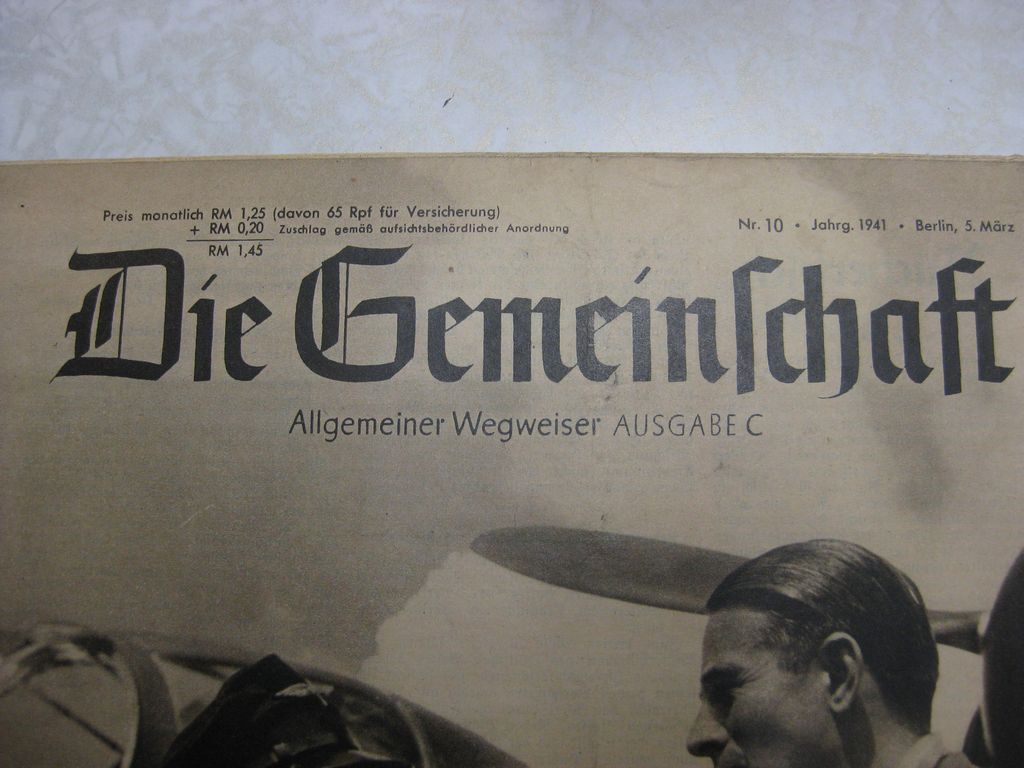 Preis monatlich RM 1,25 (davon 65 Rpf für Versicherung)
+ RM 0,20 Zuschlag gemäß aufsichtsbehördlicher Anordnung
RM 1,45
Nr. 10 • Jahrg. 1941 • Berlin, 5. März
Die Gemeinschaft
Allgemeiner Wegweiser AUSGABE C